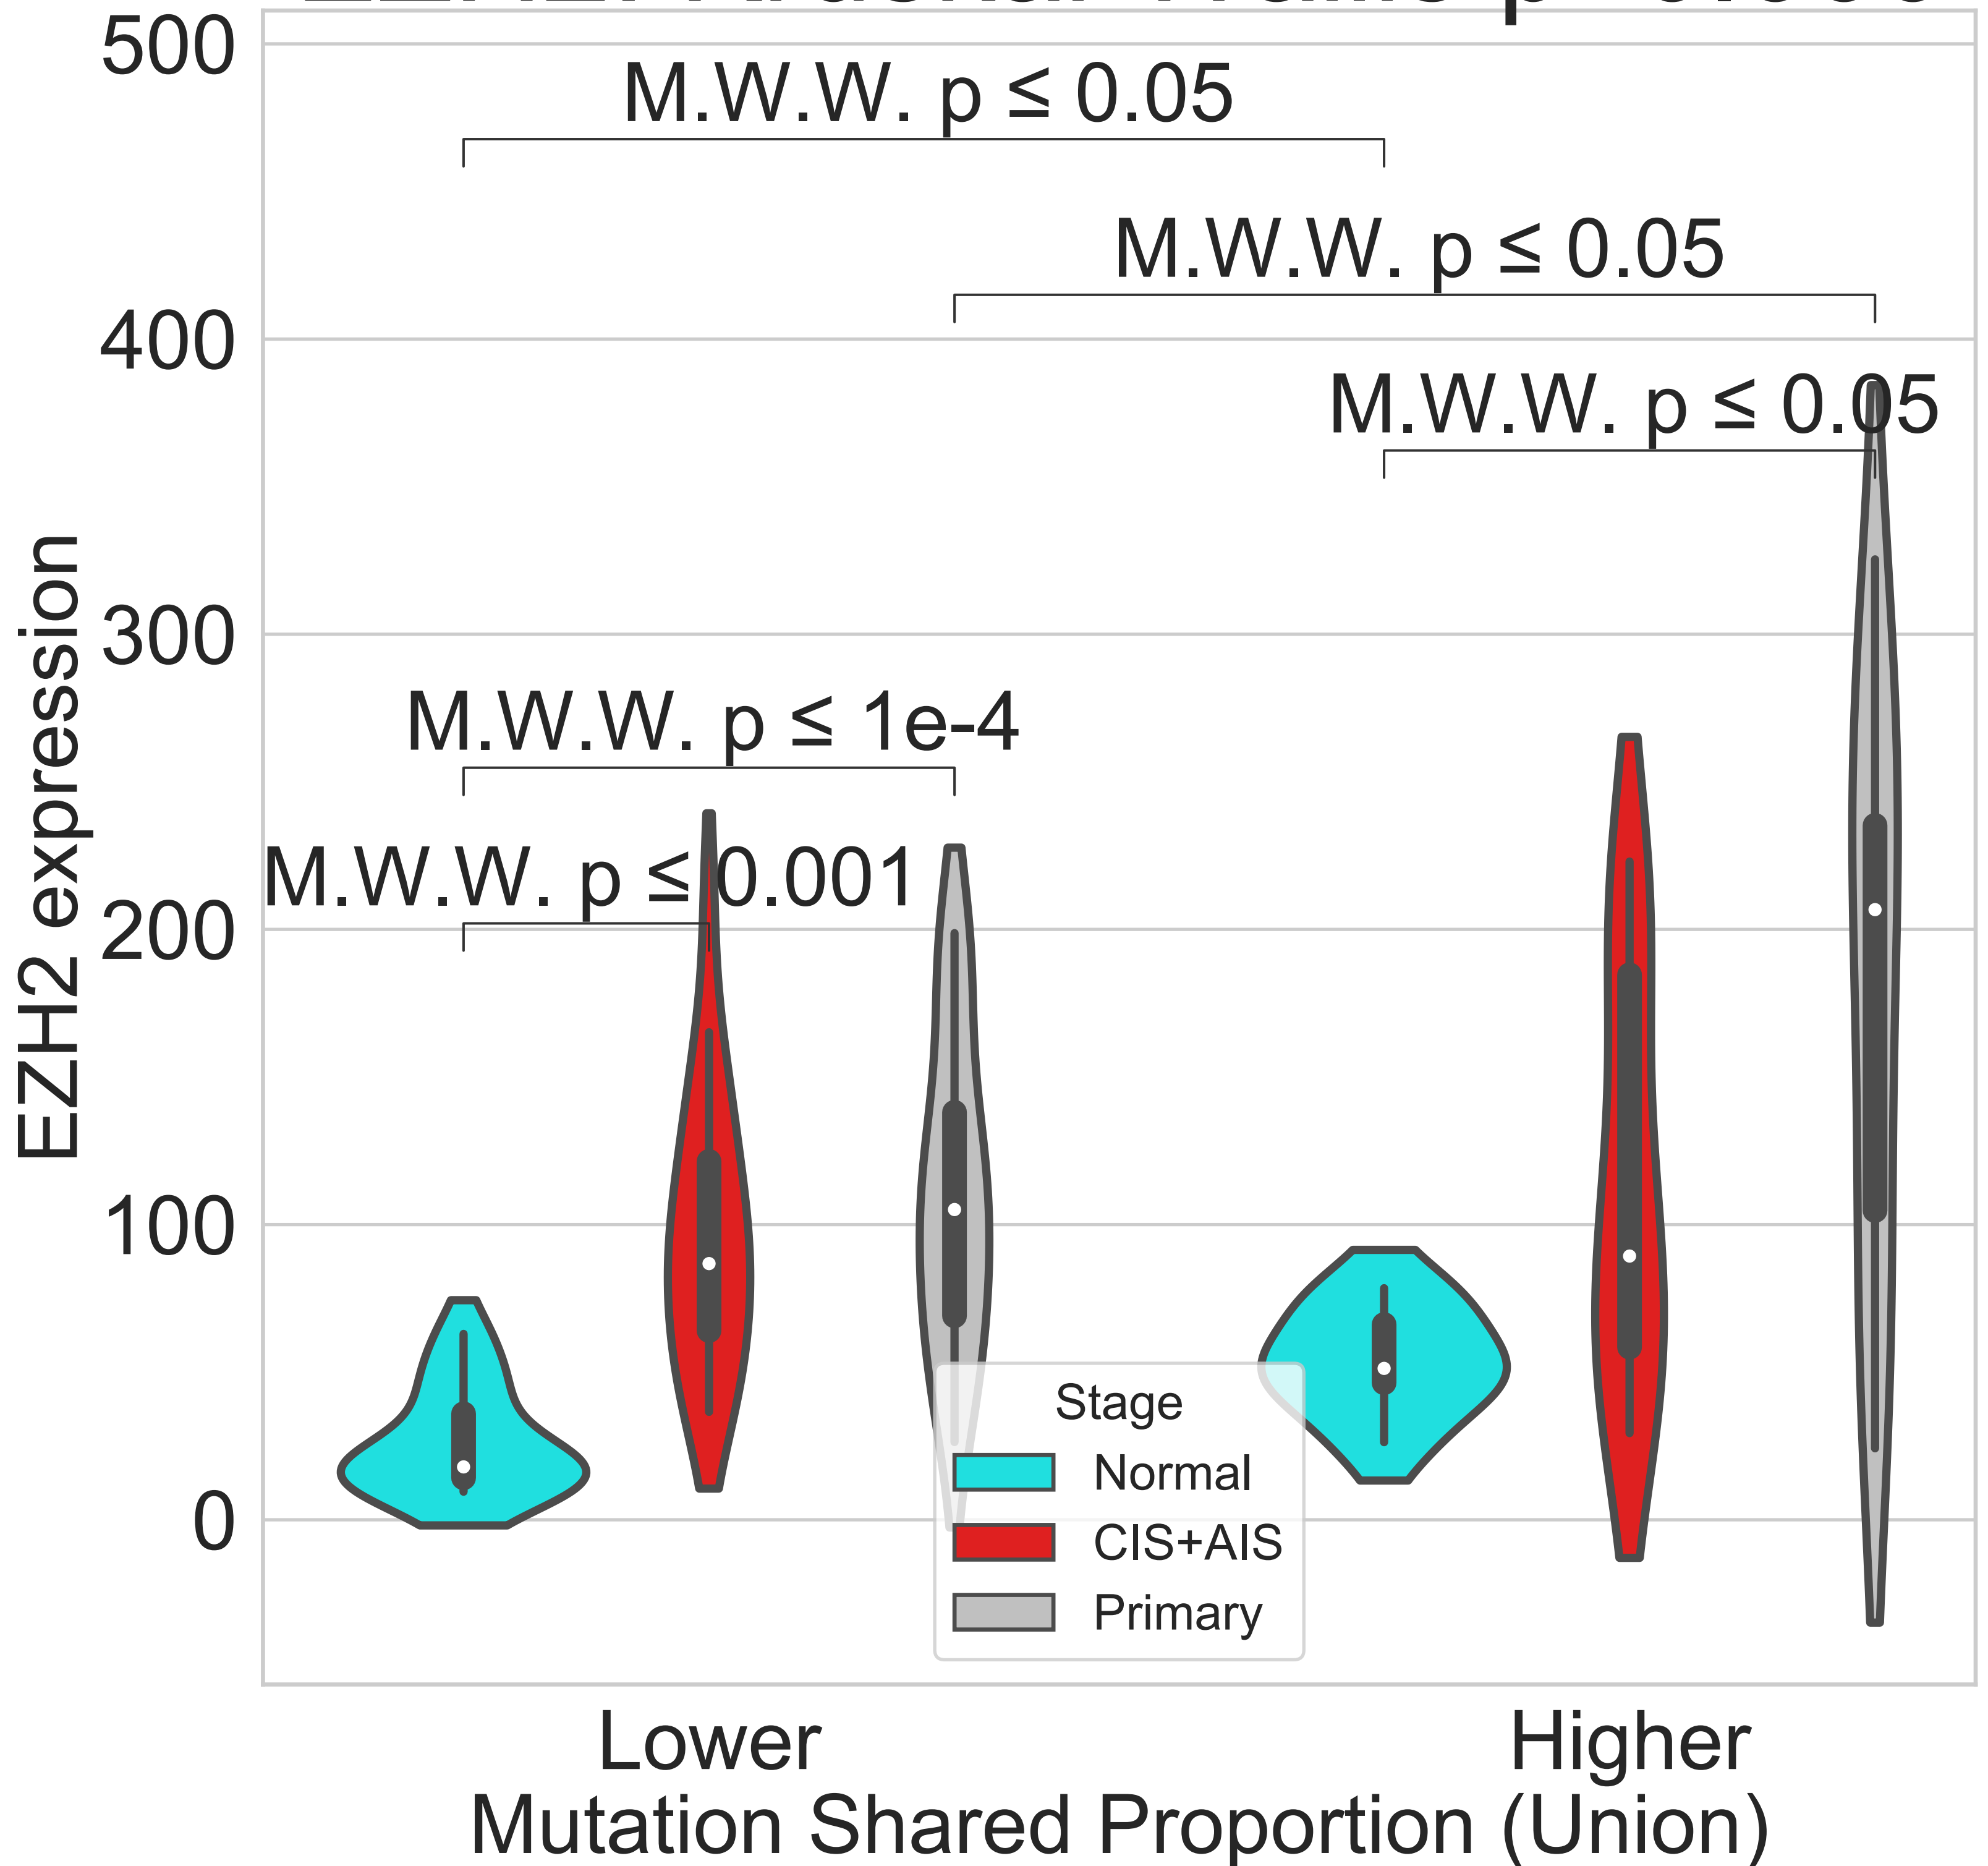 500
M.W.W. p ≤ 0.05
M.W.W. p ≤ 0.05
400
M.W.W. p ≤ 0.05
300
M.W.W. p ≤ 1e-4
M.W.W. p ≤ 0.001
200
100
0
EZH2 expression
Stage
Normal
CIS+AIS
Primary
Lower
Higher
Mutation Shared Proportion (Union)